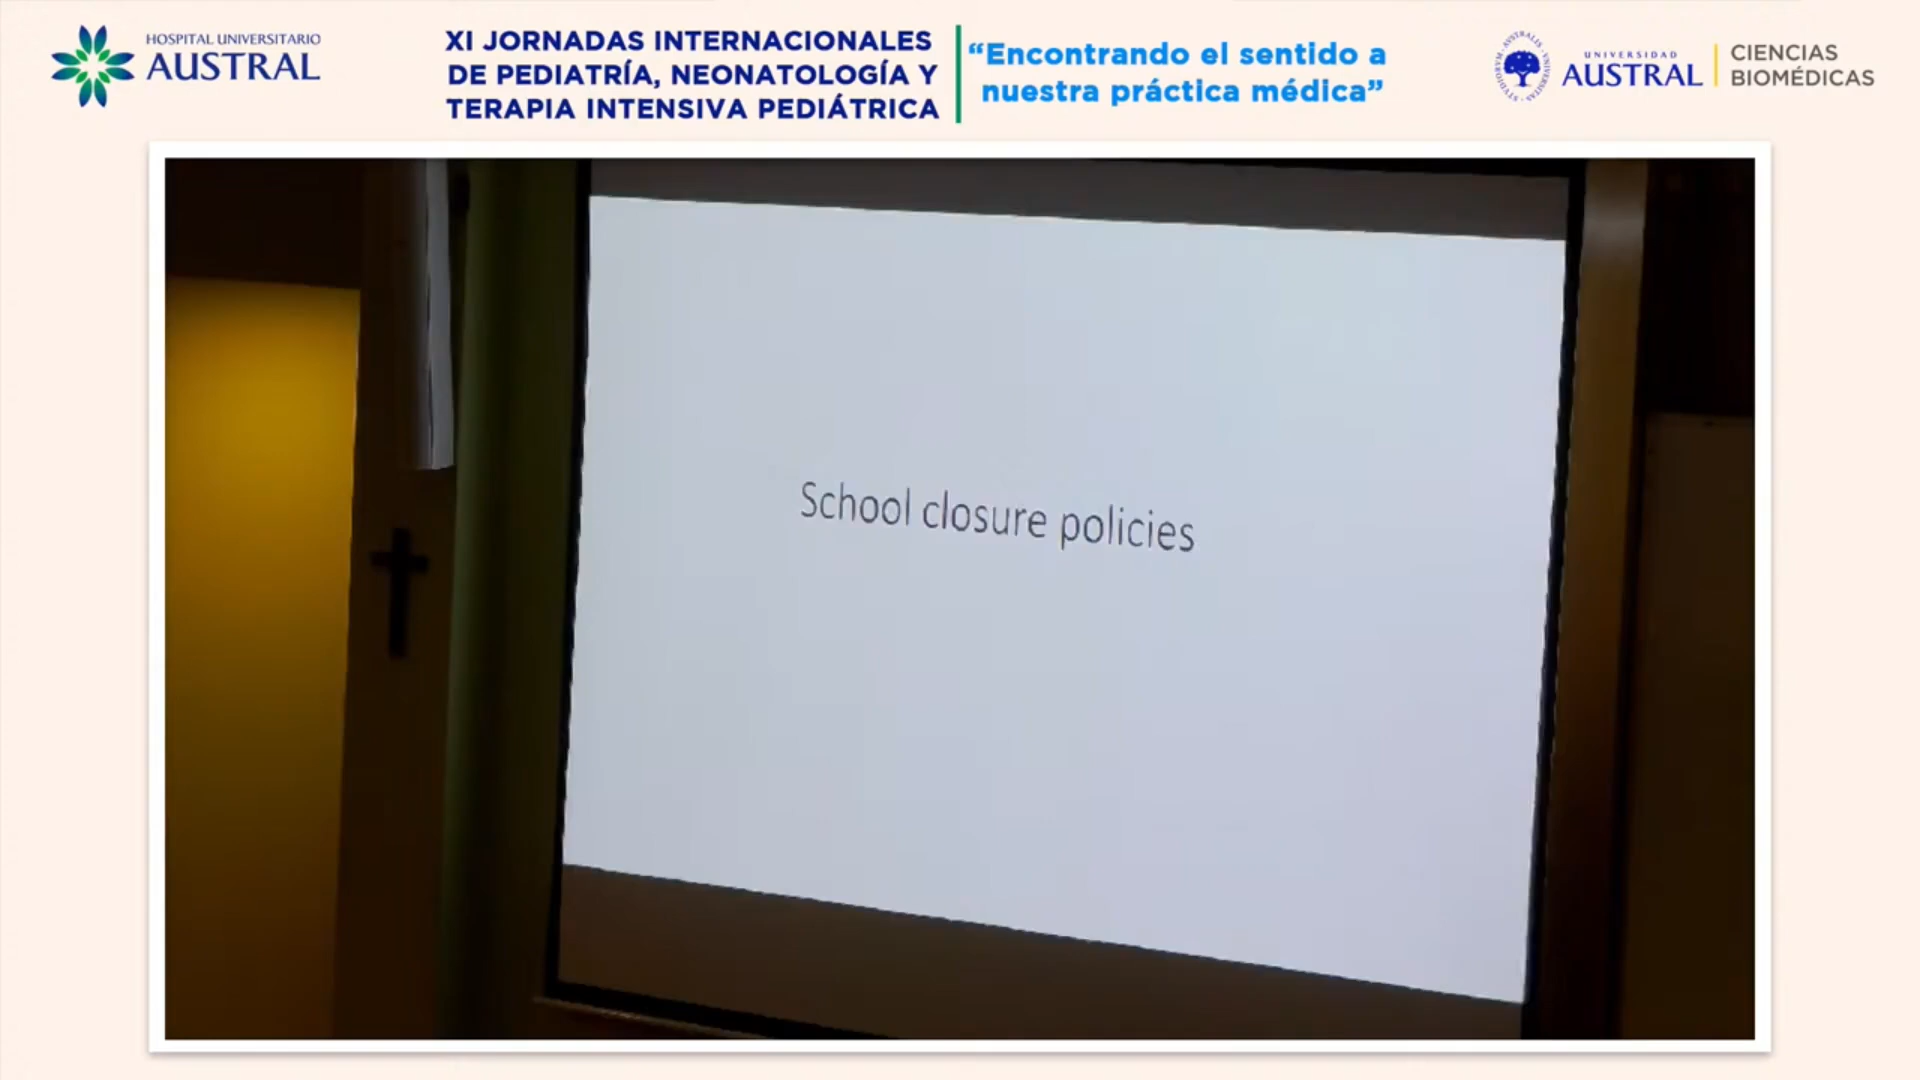 HOSPITAL UNIVERSITARIO
AUSTRAL
XI JORNADAS INTERNACIONALES
DE PEDIATRÍA, NEONATOLOGÍA Y
TERAPIA INTENSIVA PEDIÁTRICA
“Encontrando el sentido a
nuestra práctica médica”
UNIVERSIDAD
AUSTRAL
CIENCIAS
BIOMÉDICAS
School closure policies